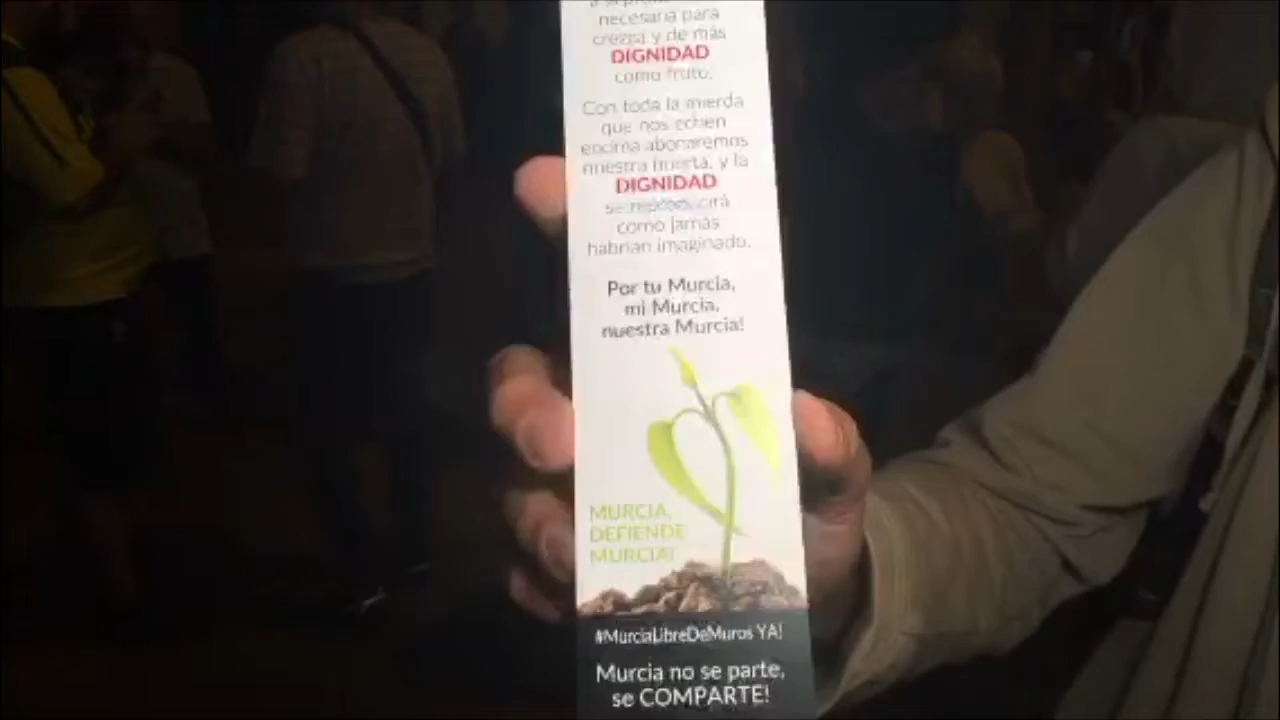 necesaria para
crezca y de más
DIGNIDAD
como fruto.
Con toda la mierda
que nos echen
encima abonaremos
nuestra huerta, y la
DIGNIDAD
se reproducirá
como jamás
habrían imaginado.
Por tu Murcia,
mi Murcia,
nuestra Murcia!
MURCIA,
DEFIENDE
MURCIA!
#MurciaLibreDeMuros YA!
Murcia no se parte,
se COMPARTE!